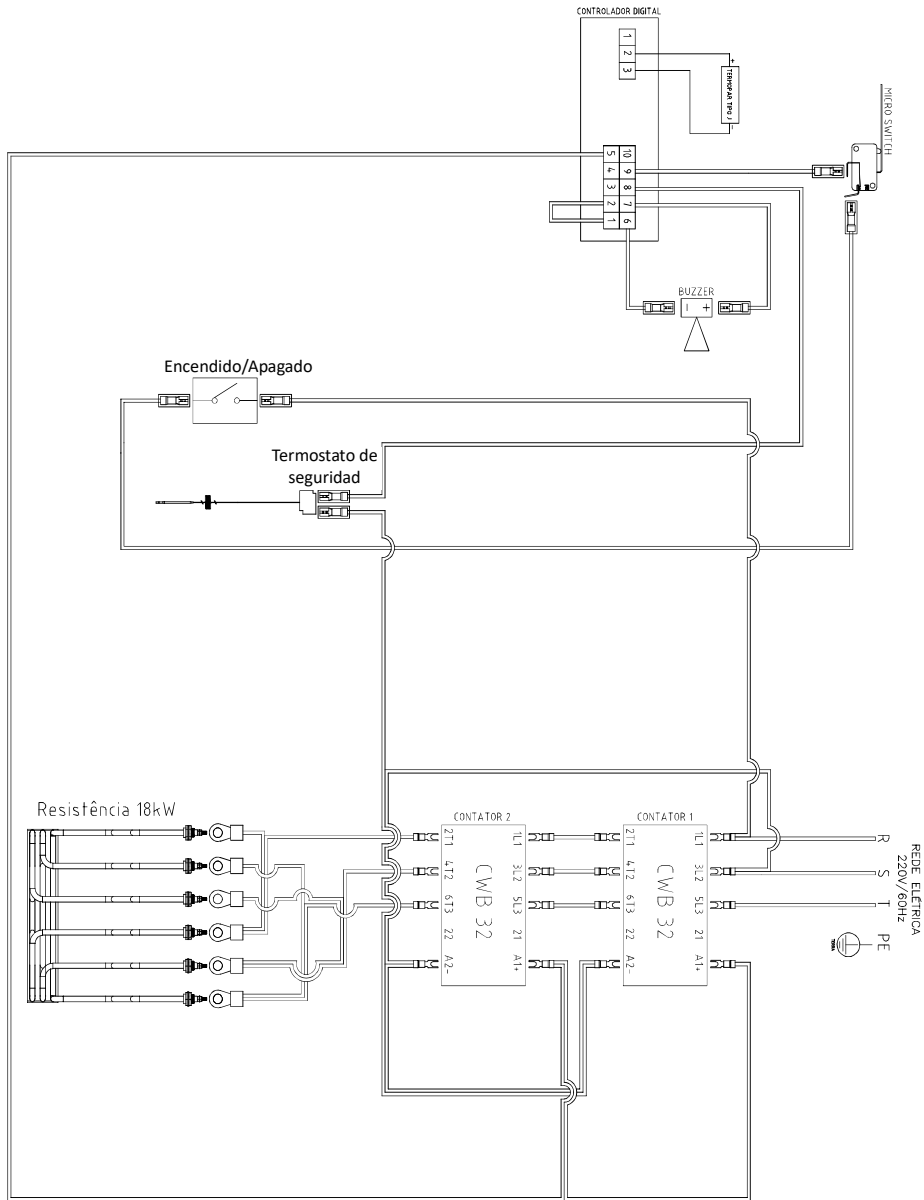 CONTROLADOR DIGITAL
1
2
3
+
TERMOPAR TIPO J
-
MICRO SWITCH
5 10
4 9
3 8
2 7
1 6
BUZZER
- +
Encendido/Apagado
Termostato de
seguridad
Resistência 18kW
CONTATOR 2
2T1 1L1
4T2 3L2
6T3 5L3
22 21
A2- A1+
CWB 32
CONTATOR 1
2T1 1L1
4T2 3L2
6T3 5L3
22 21
A2- A1+
CWB 32
R
S
T
PE
REDE ELÉTRICA
220V/60Hz